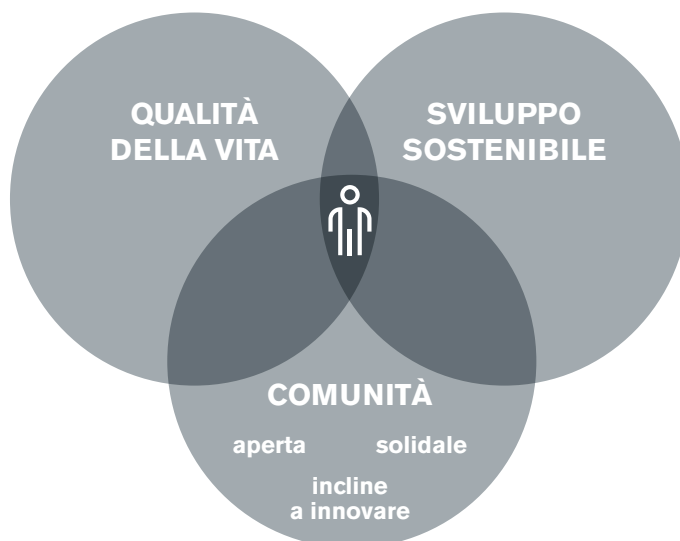 QUALITÀ
DELLA VITA
SVILUPPO
SOSTENIBILE
COMUNITÀ
aperta solidale
incline
a innovare